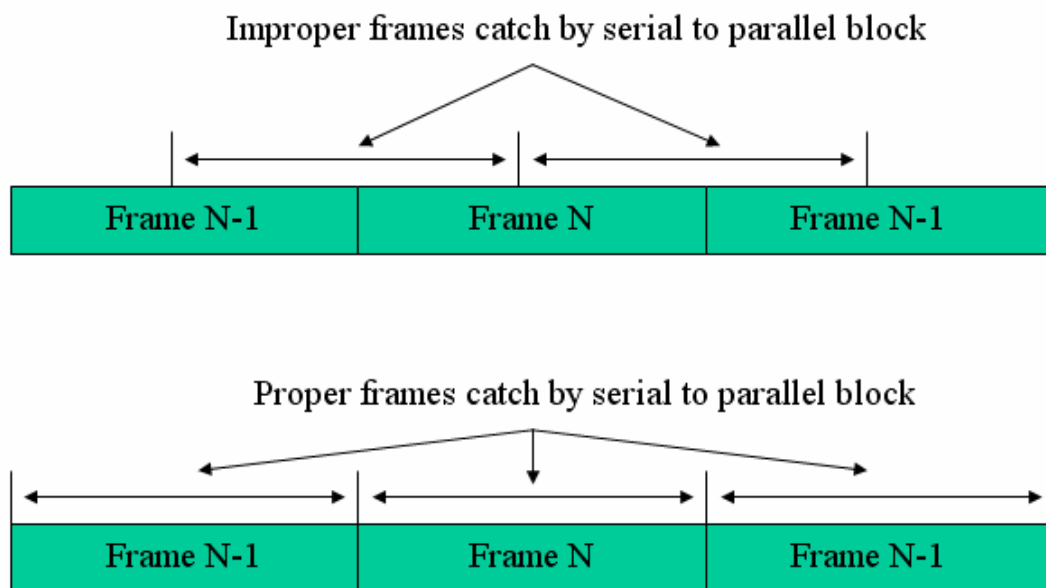 Improper frames catch by serial to parallel block
Frame N-1 Frame N Frame N-1
Proper frames catch by serial to parallel block
Frame N-1 Frame N Frame N-1